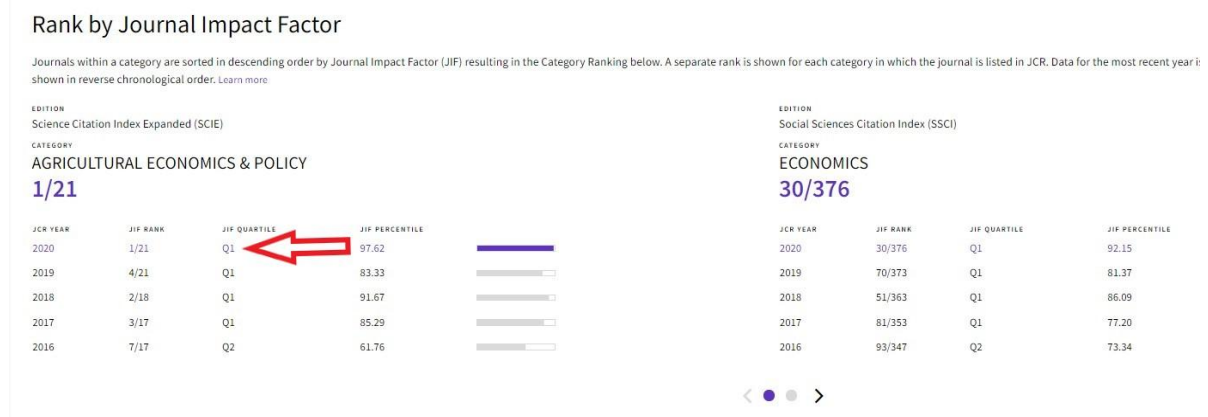 Rank by Journal Impact Factor
Journals within a category are sorted in descending order by Journal Impact Factor (JIF) resulting in the Category Ranking below. A separate rank is shown for each category in which the journal is listed in JCR. Data for the most recent year is
shown in reverse chronological order. Learn more
EDITION
Science Citation Index Expanded (SCIE)
CATEGORY
AGRICULTURAL ECONOMICS & POLICY
1/21
JCR YEAR JIF RANK JIF QUARTILE JIF PERCENTILE
2020 1/21 Q1 97.62
2019 4/21 Q1 83.33
2018 2/18 Q1 91.67
2017 3/17 Q1 85.29
2016 7/17 Q2 61.76
EDITION
Social Sciences Citation Index (SSCI)
CATEGORY
ECONOMICS
30/376
JCR YEAR JIF RANK JIF QUARTILE JIF PERCENTILE
2020 30/376 Q1 92.15
2019 70/373 Q1 81.37
2018 51/363 Q1 86.09
2017 81/353 Q1 77.20
2016 93/347 Q2 73.34